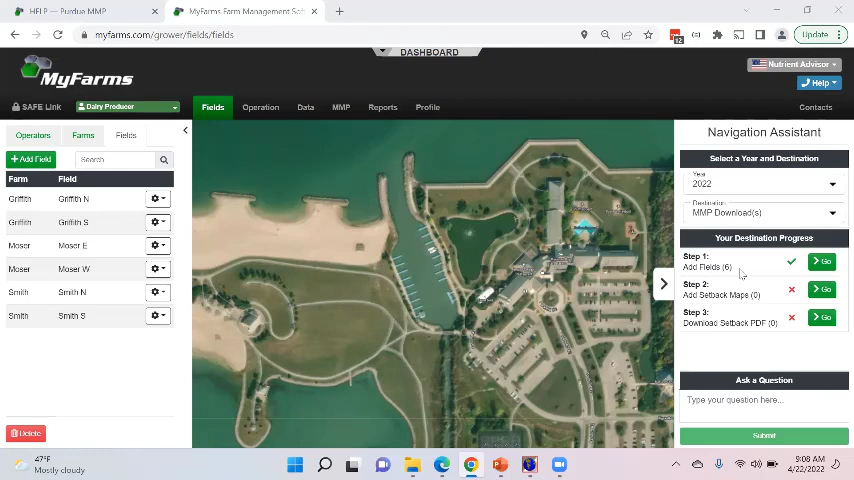 HELP — Purdue MMP
MyFarms Farm-Management Soft
myfarms.com/grower/fields/fields
12
Update
DASHBOARD
MyFarms
Nutrient Advisor
Help
SAFE Link
Dairy Producer
Fields
Operation
Data
MMP
Reports
Profile
Contacts
Operators
Farms
Fields
Add Field
Search
Farm
Field
Griffith
Griffith N
Griffith
Griffith S
Moser
Moser E
Moser
Moser W
Smith
Smith N
Smith
Smith S
Delete
Navigation Assistant
Select a Year and Destination
Year
2022
Destination
MMP Download(s)
Your Destination Progress
Step 1:
Add Fields (6)
Go
Step 2:
Add Setback Maps (0)
Go
Step 3:
Download Setback PDF (0)
Go
Ask a Question
Type your question here...
Submit
47°F
Mostly cloudy
9:08 AM
4/22/2022